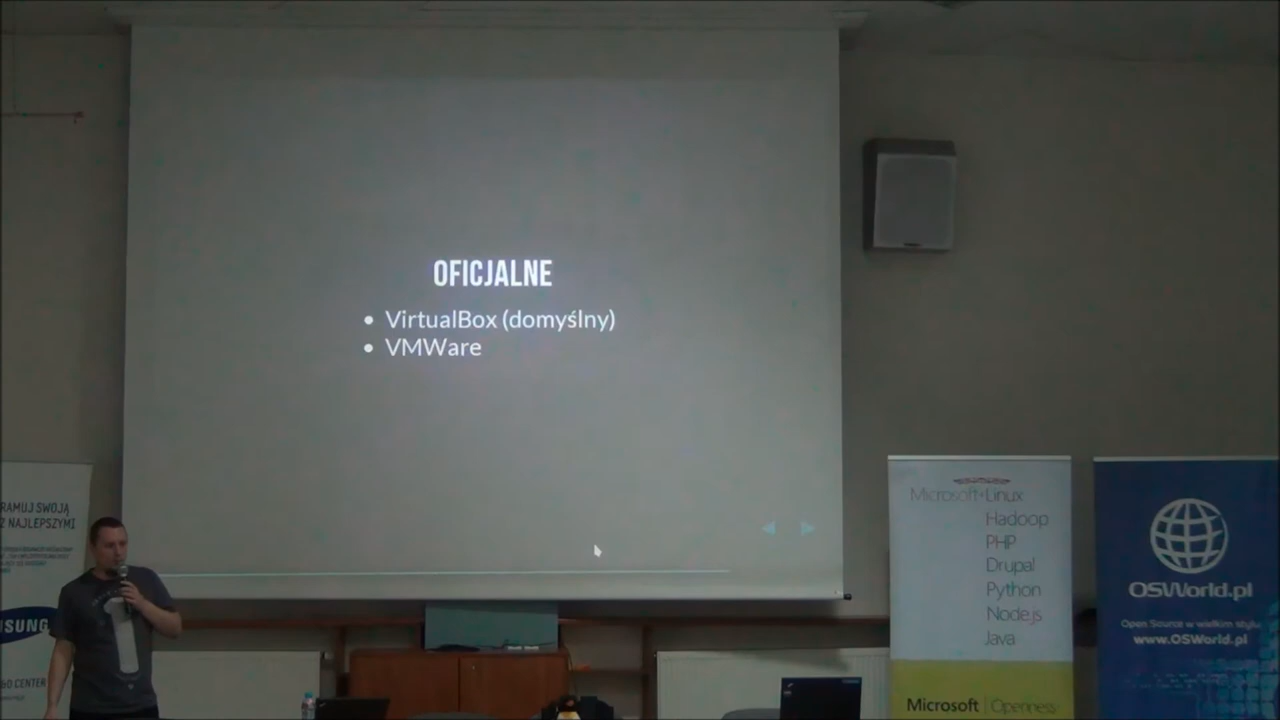 OFICJALNE
• VirtualBox (domyślny)
• VMWare
RAMUJ SWOJĄ
Z NAJLEPSZYMI
SUNG
&D CENTER
Microsoft+Linux
Hadoop
PHP
Drupal
Python
Node.js
Java
Microsoft | Openness
OSWorld.pl
Open Source w wielkim stylu
www.OSWorld.pl